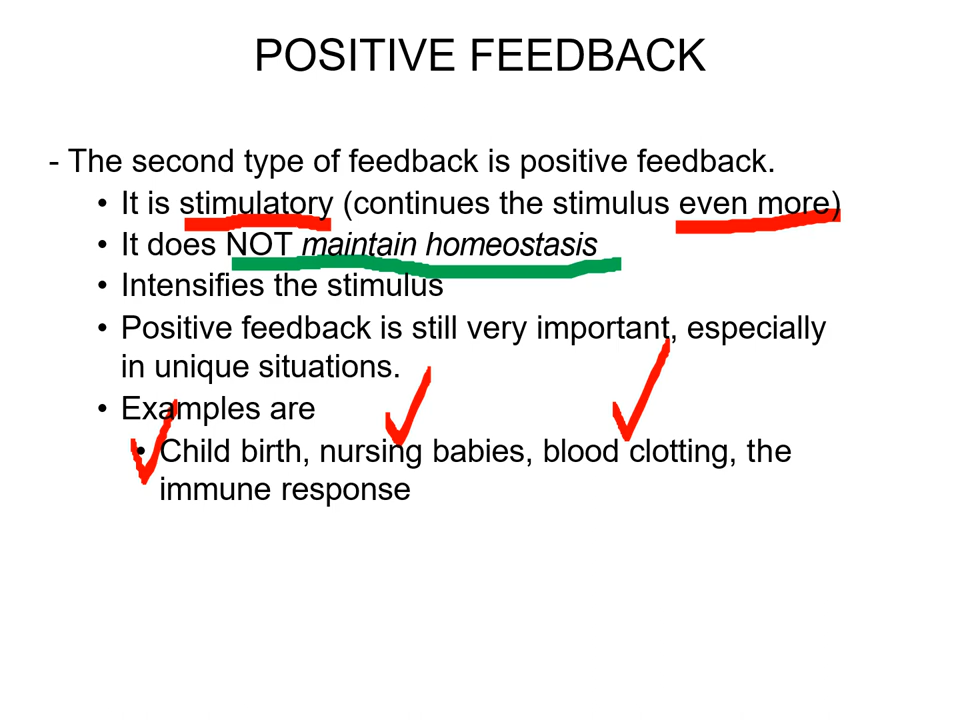 POSITIVE FEEDBACK
- The second type of feedback is positive feedback.
• It is stimulatory (continues the stimulus even more)
• It does NOT maintain homeostasis
• Intensifies the stimulus
• Positive feedback is still very important, especially
in unique situations.
• Examples are
• Child birth, nursing babies, blood clotting, the
immune response